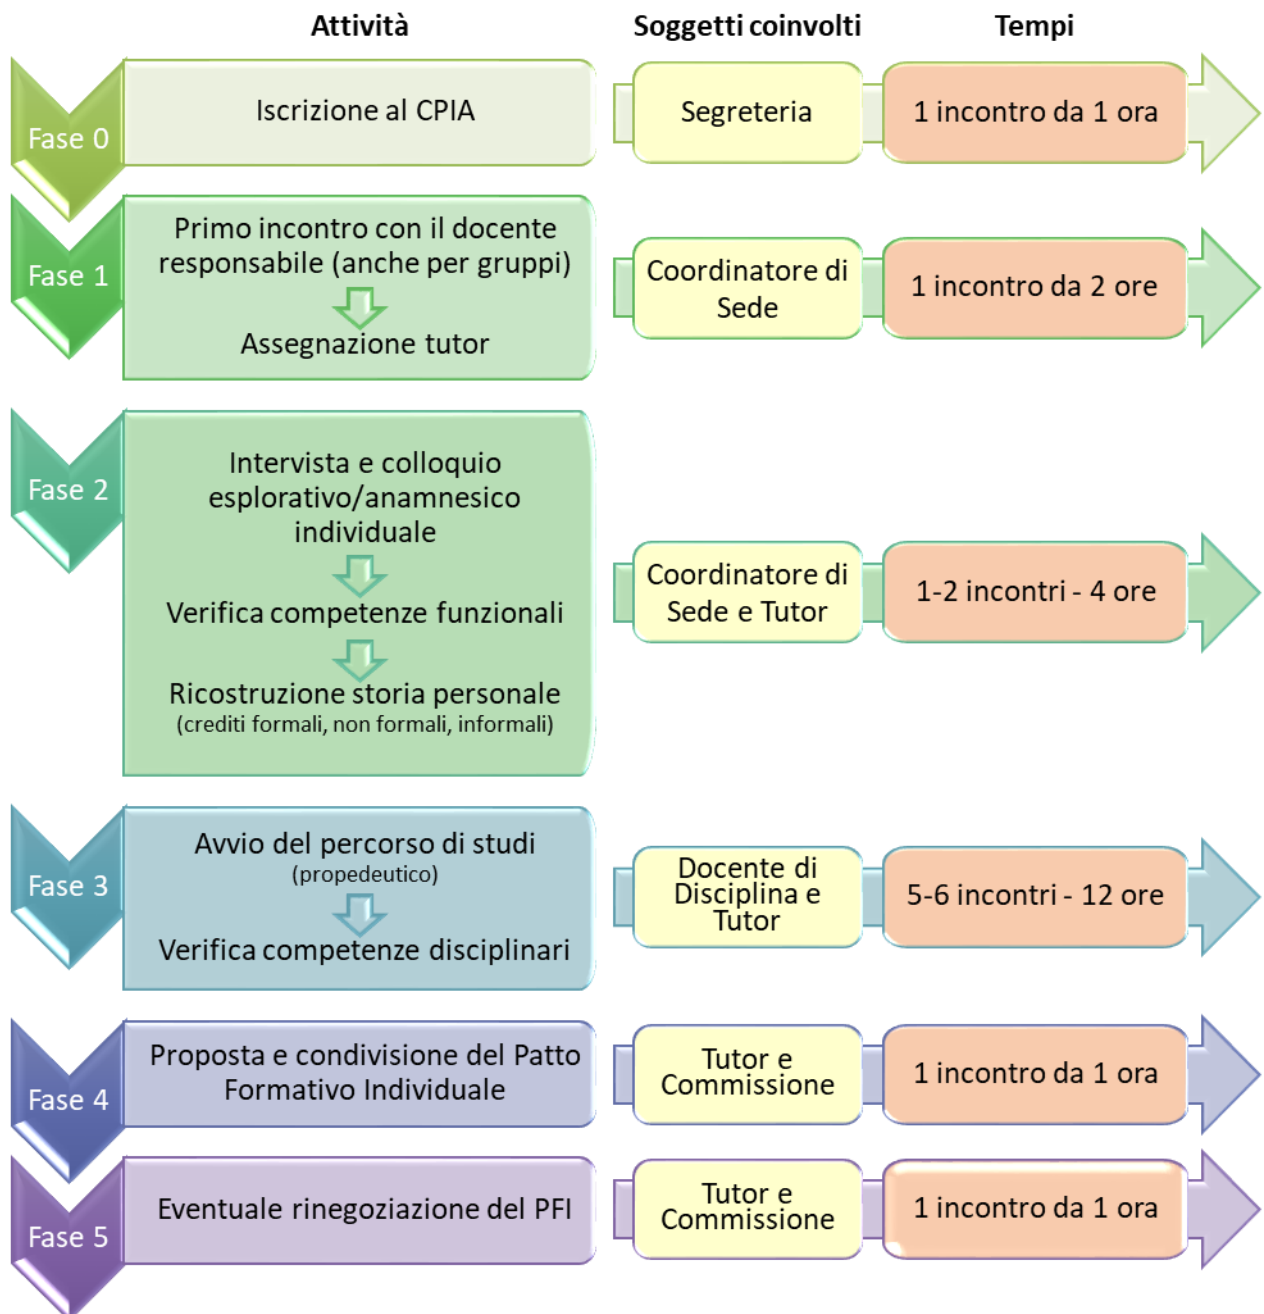 Attività
Soggetti coinvolti
Tempi
Fase 0
Iscrizione al CPIA
Segreteria
1 incontro da 1 ora
Fase 1
Primo incontro con il docente
responsabile (anche per gruppi)
Assegnazione tutor
Coordinatore di
Sede
1 incontro da 2 ore
Fase 2
Intervista e colloquio
esplorativo/anamnesico
individuale
Verifica competenze funzionali
Ricostruzione storia personale
(crediti formali, non formali, informali)
Coordinatore di
Sede e Tutor
1-2 incontri - 4 ore
Fase 3
Avvio del percorso di studi
(propedeutico)
Verifica competenze disciplinari
Docente di
Disciplina e
Tutor
5-6 incontri - 12 ore
Fase 4
Proposta e condivisione del Patto
Formativo Individuale
Tutor e
Commissione
1 incontro da 1 ora
Fase 5
Eventuale rinegoziazione del PFI
Tutor e
Commissione
1 incontro da 1 ora